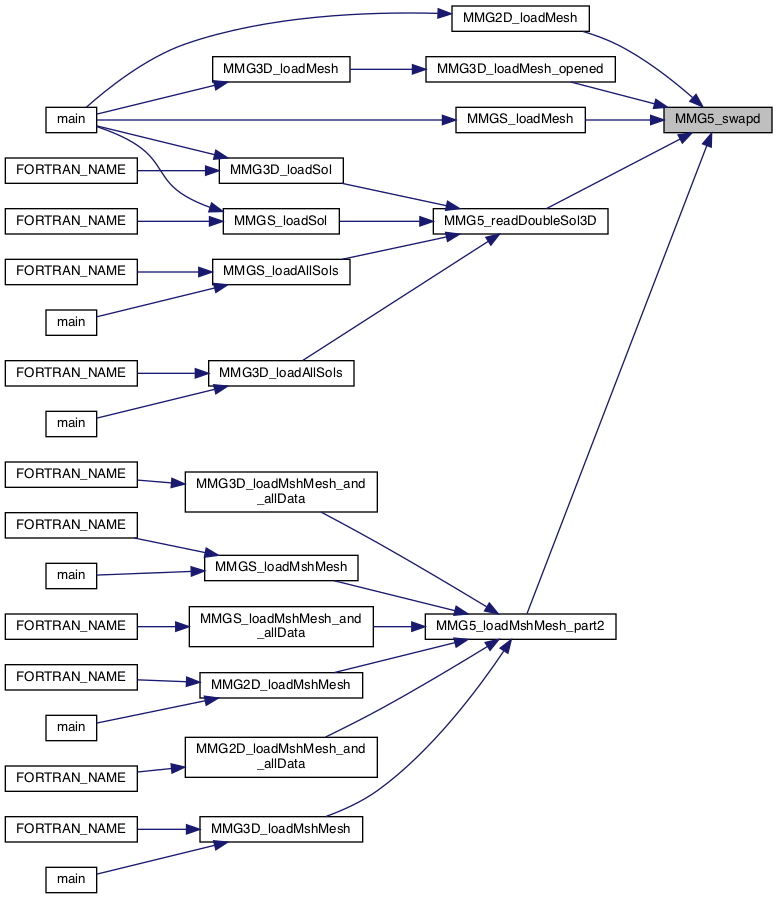 MMG2D_loadMesh
MMG3D_loadMesh
MMG3D_loadMesh_opened
main
MMGS_loadMesh
MMG5_swapd
FORTRAN_NAME
MMG3D_loadSol
FORTRAN_NAME
MMGS_loadSol
MMG5_readDoubleSol3D
FORTRAN_NAME
MMGS_loadAllSols
main
FORTRAN_NAME
MMG3D_loadAllSols
main
FORTRAN_NAME
MMG3D_loadMshMesh_and
_allData
FORTRAN_NAME
MMGS_loadMshMesh
main
FORTRAN_NAME
MMGS_loadMshMesh_and
_allData
MMG5_loadMshMesh_part2
FORTRAN_NAME
MMG2D_loadMshMesh
main
MMG2D_loadMshMesh_and
_allData
FORTRAN_NAME
FORTRAN_NAME
MMG3D_loadMshMesh
main